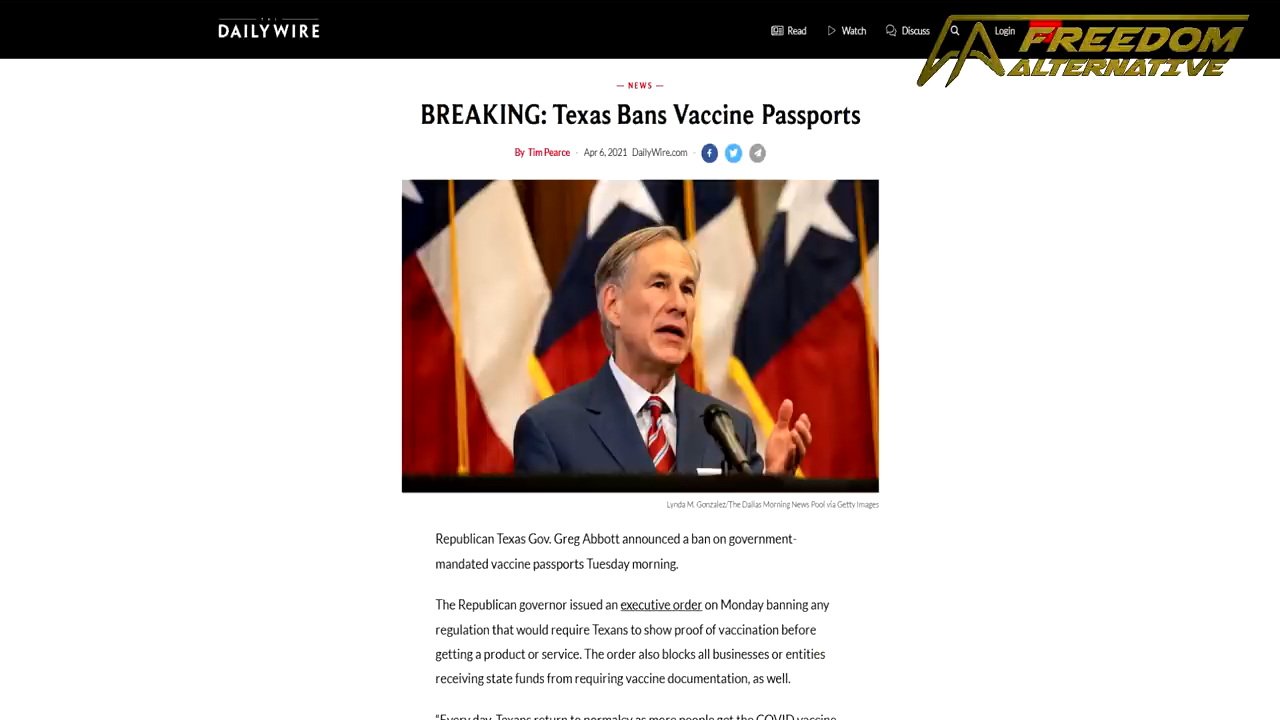 DAILYWIRE
Read
Watch
Discuss
Login
FREEDOM
ALTERNATIVE
— NEWS —
BREAKING: Texas Bans Vaccine Passports
By Tim Pearce · Apr 6, 2021 DailyWire.com ·
Lynda M. Gonzalez/The Dallas Morning News Pool via Getty Images
Republican Texas Gov. Greg Abbott announced a ban on government-
mandated vaccine passports Tuesday morning.
The Republican governor issued an executive order on Monday banning any
regulation that would require Texans to show proof of vaccination before
getting a product or service. The order also blocks all businesses or entities
receiving state funds from requiring vaccine documentation, as well.
"Every day, Texans return to normalcy as more people get the COVID vaccine